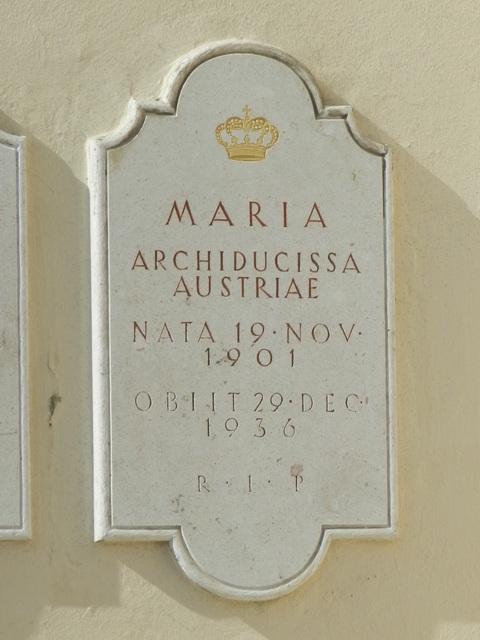 MARIA
ARCHIDUCISSA
AUSTRIAE
NATA 19·NOV·
1901
OBIIT 29·DEC·
1936
R·I·P